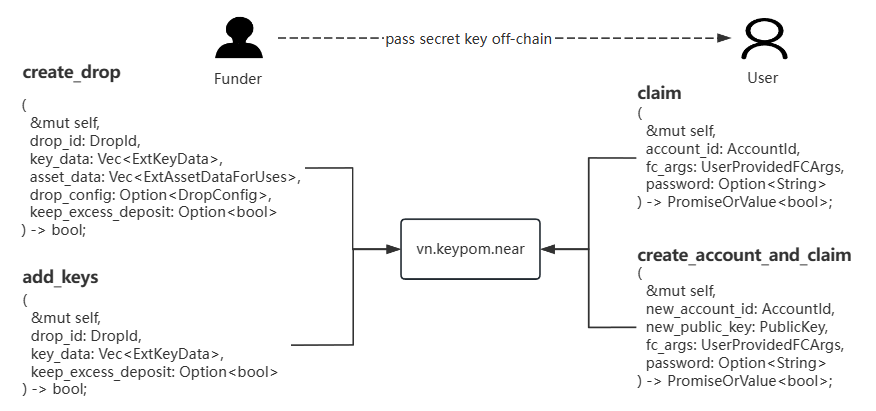 pass secret key off-chain
Funder
User
create_drop
(
&mut self,
drop_id: DropId,
key_data: Vec<ExtKeyData>,
asset_data: Vec<ExtAssetDataForUses>,
drop_config: Option<DropConfig>,
keep_excess_deposit: Option<bool>
) -> bool;
add_keys
(
&mut self,
drop_id: DropId,
key_data: Vec<ExtKeyData>,
keep_excess_deposit: Option<bool>
) -> bool;
vn.keypom.near
claim
(
&mut self,
account_id: AccountId,
fc_args: UserProvidedFCArgs,
password: Option<String>
) -> PromiseOrValue<bool>;
create_account_and_claim
(
&mut self,
new_account_id: AccountId,
new_public_key: PublicKey,
fc_args: UserProvidedFCArgs,
password: Option<String>
) -> PromiseOrValue<bool>;